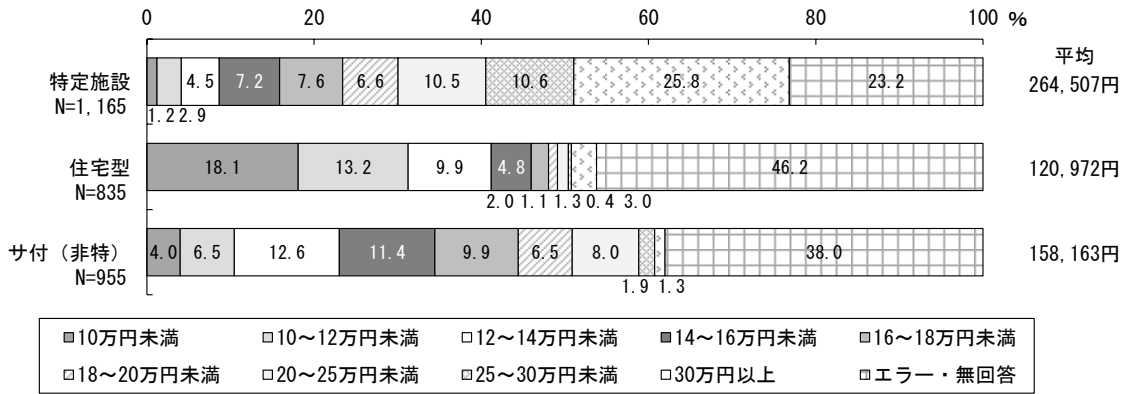 0 20 40 60 80 100 %
平均
特定施設 4.5 7.2 7.6 6.6 10.5 10.6 25.8 23.2 264,507円
N=1,165
1.2 2.9
住宅型 18.1 13.2 9.9 4.8 46.2 120,972円
N=835
2.0 1.1 1.3 0.4 3.0
サ付（非特） 4.0 6.5 12.6 11.4 9.9 6.5 8.0 38.0 158,163円
N=955
1.9 1.3
10万円未満 10～12万円未満 12～14万円未満 14～16万円未満 16～18万円未満
18～20万円未満 20～25万円未満 25～30万円未満 30万円以上 エラー・無回答